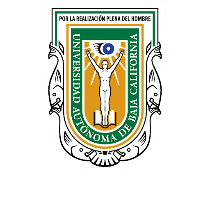 POR LA REALIZACIÓN PLENA DEL HOMBRE
UNIVERSIDAD AUTÓNOMA DE BAJA CALIFORNIA